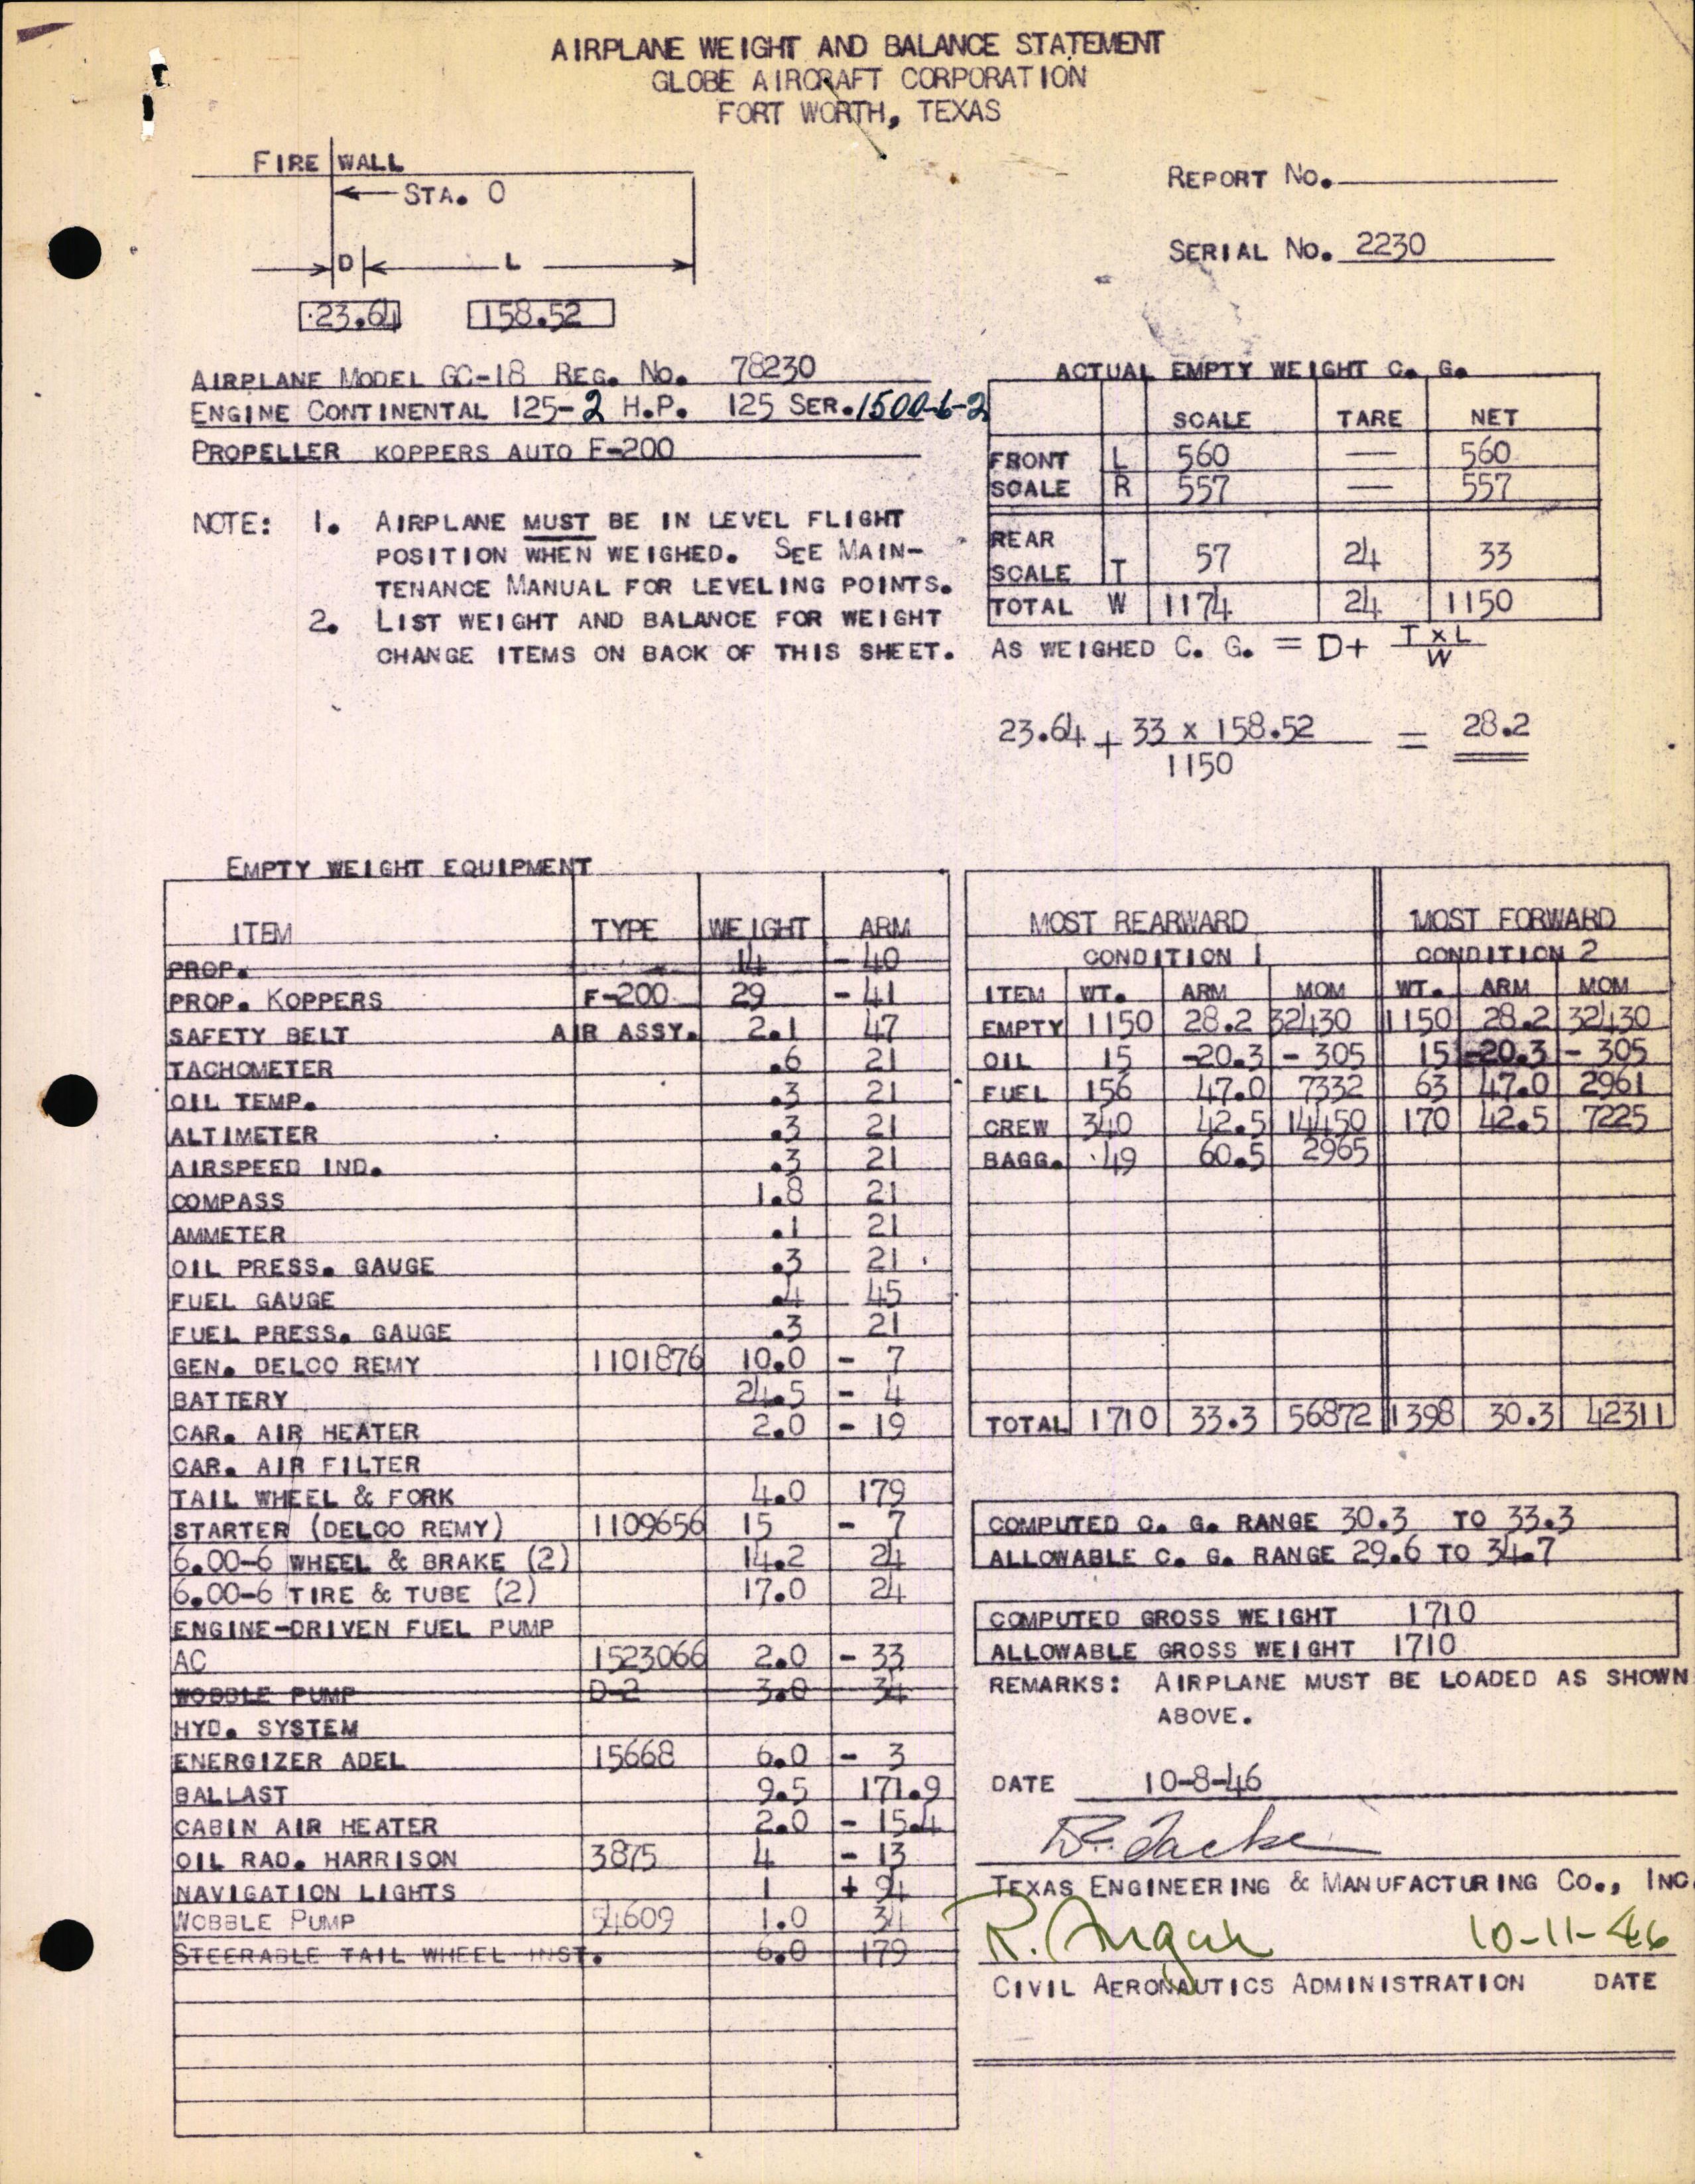 AIRPLANE WEIGHT AND BALANCE STATEMENT
GLOBE AIRCRAFT CORPORATION
FORT WORTH, TEXAS
FIRE WALL
STA. 0
D L
23.64 158.52
REPORT NO.
SERIAL NO. 2230
AIRPLANE MODEL GC-1B REG. NO. 78230
ENGINE CONTINENTAL 125-2 H.P. 125 SER.
PROPELLER KOPPERS AUTO F-200
NOTE: 1. AIRPLANE MUST BE IN LEVEL FLIGHT
POSITION WHEN WEIGHED. SEE MAIN-
TENANCE MANUAL FOR LEVELING POINTS.
2. LIST WEIGHT AND BALANCE FOR WEIGHT
CHANGE ITEMS ON BACK OF THIS SHEET.
ACTUAL EMPTY WEIGHT C. G.
SCALE TARE NET
FRONT L 560 — 560
SCALE R 557 — 557
REAR
SCALE T 57 24 33
TOTAL W 1174 24 1150
AS WEIGHED C. G. = D+ T x L
W
23.64 + 33 x 158.52 = 28.2
1150
EMPTY WEIGHT EQUIPMENT
ITEM TYPE WEIGHT ARM
PROP. 14 - 40
PROP. KOPPERS F-200 29 - 41
SAFETY BELT AIR ASSY. 2.1 47
TACHOMETER .6 21
OIL TEMP. .3 21
ALTIMETER .3 21
AIRSPEED IND. .3 21
COMPASS 1.8 21
AMMETER .1 21
OIL PRESS. GAUGE .3 21
FUEL GAUGE .4 45
FUEL PRESS. GAUGE .3 21
GEN. DELCO REMY 1101876 10.0 - 7
BATTERY 24.5 - 4
CAR. AIR HEATER 2.0 - 19
CAR. AIR FILTER
TAIL WHEEL & FORK 4.0 179
STARTER (DELCO REMY) 1109656 15 - 7
6.00-6 WHEEL & BRAKE (2) 14.2 24
6.00-6 TIRE & TUBE (2) 17.0 24
ENGINE-DRIVEN FUEL PUMP
AC 1523066 2.0 - 33
WOBBLE PUMP D-2 3.0 34
HYD. SYSTEM
ENERGIZER ADEL 15668 6.0 - 3
BALLAST 9.5 171.9
CABIN AIR HEATER 2.0 - 15.4
OIL RAD. HARRISON 3875 4 - 13
NAVIGATION LIGHTS 1 + 94
WOBBLE PUMP 54609 1.0 34
STEERABLE TAIL WHEEL INST. 6.0 179
MOST REARWARD MOST FORWARD
CONDITION 1 CONDITION 2
ITEM WT. ARM MOM WT. ARM MOM
EMPTY 1150 28.2 32430 1150 28.2 32430
OIL 15 -20.3 - 305 15 -20.3 - 305
FUEL 156 47.0 7332 63 47.0 2961
CREW 340 42.5 14450 170 42.5 7225
BAGG. 49 60.5 2965
TOTAL 1710 33.3 56872 1398 30.3 42311
COMPUTED C. G. RANGE 30.3 TO 33.3
ALLOWABLE C. G. RANGE 29.6 TO 34.7
COMPUTED GROSS WEIGHT 1710
ALLOWABLE GROSS WEIGHT 1710
REMARKS: AIRPLANE MUST BE LOADED AS SHOWN
ABOVE.
DATE 10-8-46
TEXAS ENGINEERING & MANUFACTURING CO., INC.
10-11-46
CIVIL AERONAUTICS ADMINISTRATION DATE